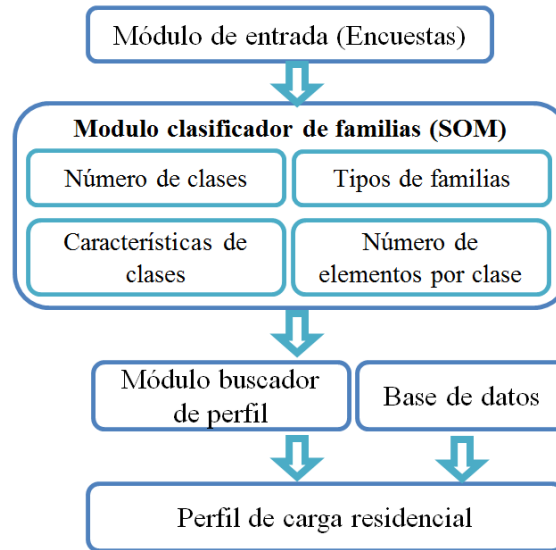 Módulo de entrada (Encuestas)
Modulo clasificador de familias (SOM)
Número de clases
Tipos de familias
Características de
clases
Número de
elementos por clase
Módulo buscador
de perfil
Base de datos
Perfil de carga residencial